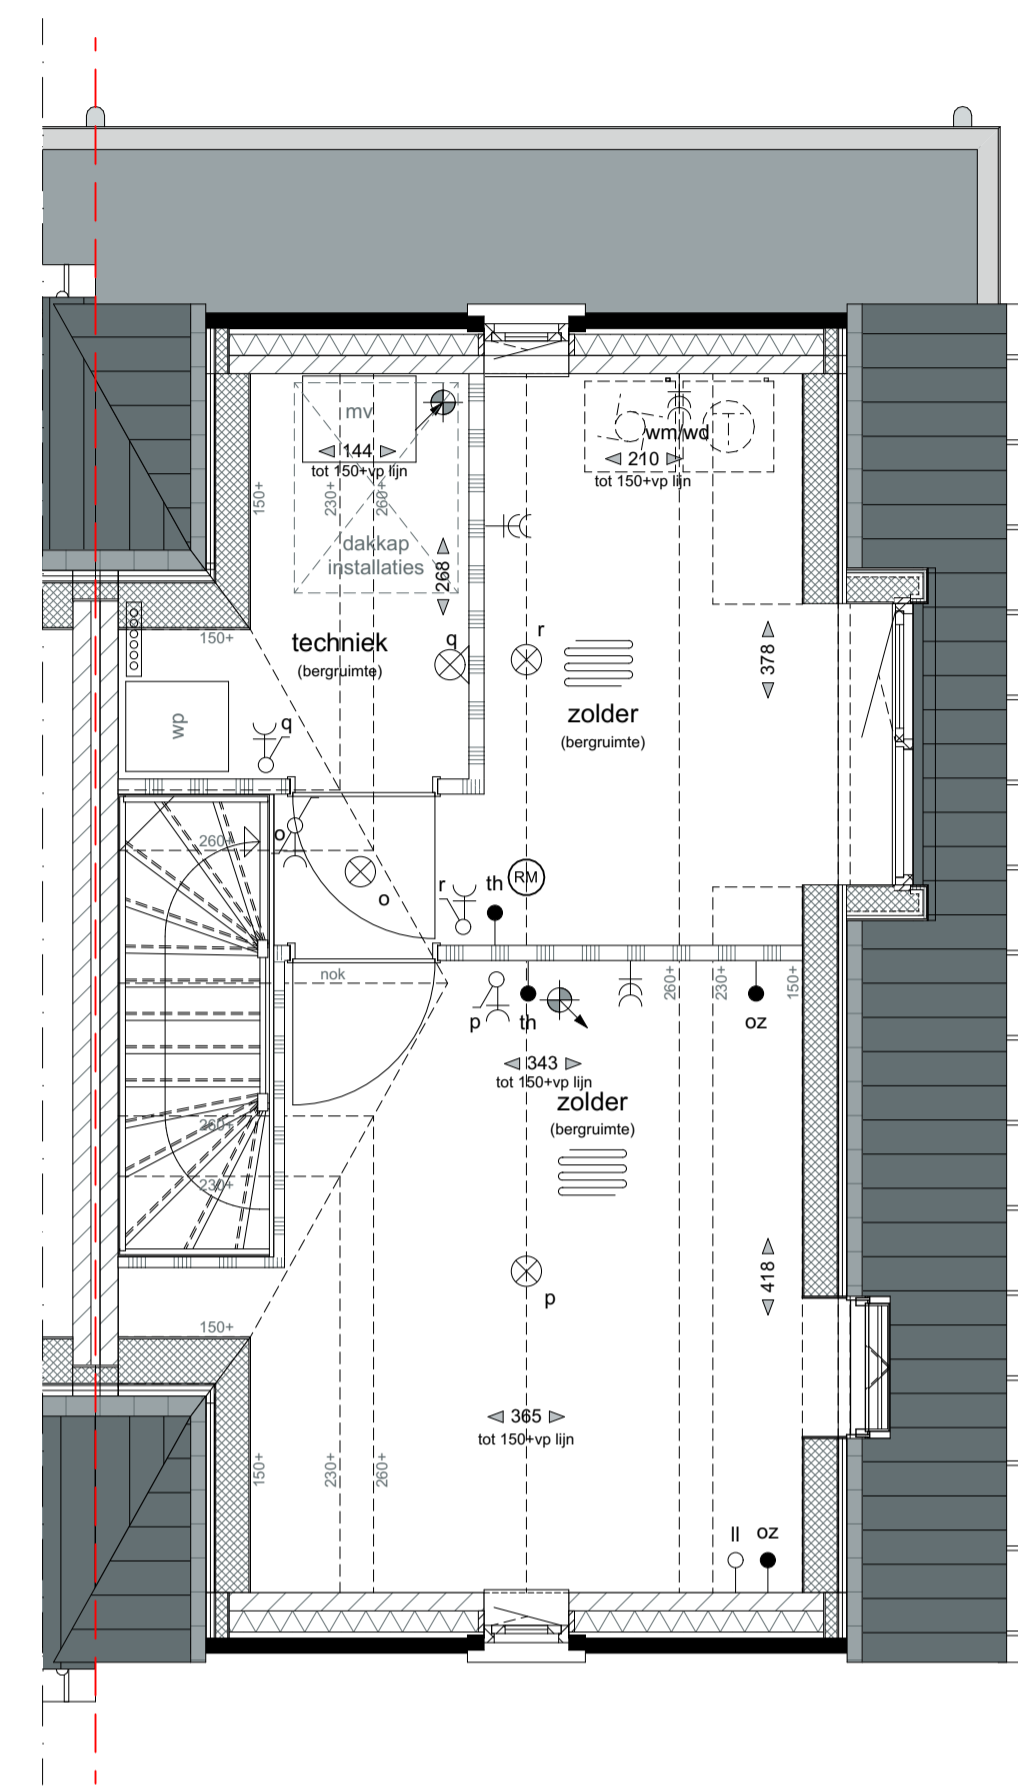 mv
144
tot 150+vp lijn
wm/wd
210
tot 150+vp lijn
150+
230+
260+
dakkap
installaties
268
150+
techniek
(bergruimte)
q
r
378
zolder
(bergruimte)
wp
q
260+
o
o
r
th
RM
nok
260+
230+
150+
p
th
oz
343
tot 150+vp lijn
zolder
(bergruimte)
260+
230+
418
p
150+
365
tot 150+vp lijn
150+
230+
260+
ll
oz